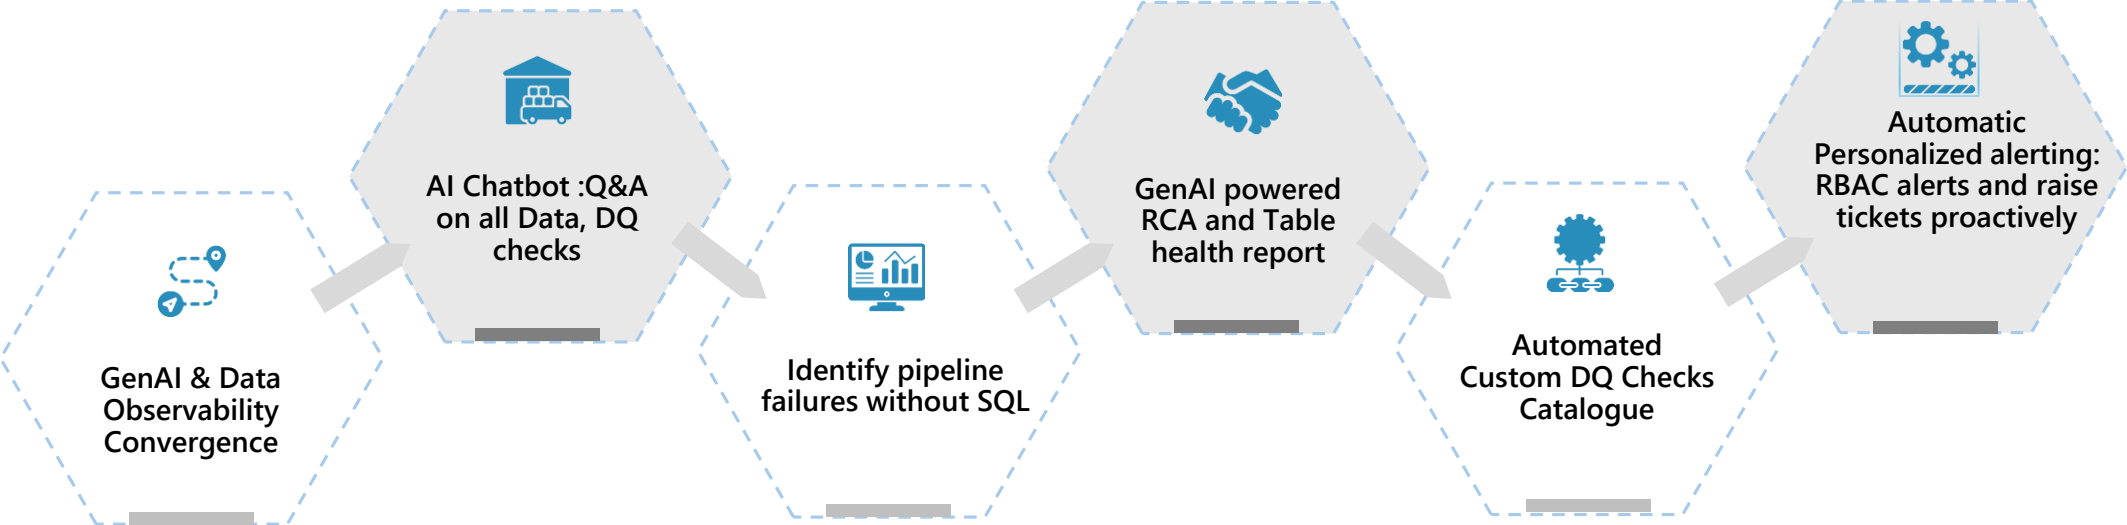 GenAI & Data
Observability
Convergence
AI Chatbot :Q&A
on all Data, DQ
checks
Identify pipeline
failures without SQL
GenAI powered
RCA and Table
health report
Automated
Custom DQ Checks
Catalogue
Automatic
Personalized alerting:
RBAC alerts and raise
tickets proactively